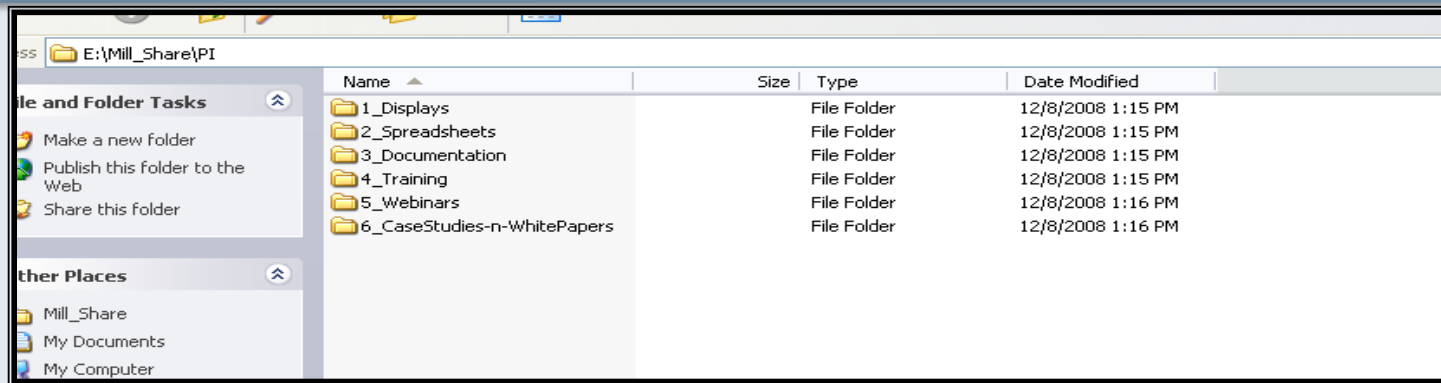 ss E:\Mill_Share\PI
ile and Folder Tasks
Make a new folder
Publish this folder to the
Web
Share this folder
ther Places
Mill_Share
My Documents
My Computer
Name Size Type Date Modified
1_Displays File Folder 12/8/2008 1:15 PM
2_Spreadsheets File Folder 12/8/2008 1:15 PM
3_Documentation File Folder 12/8/2008 1:15 PM
4_Training File Folder 12/8/2008 1:15 PM
5_Webinars File Folder 12/8/2008 1:16 PM
6_CaseStudies-n-WhitePapers File Folder 12/8/2008 1:16 PM